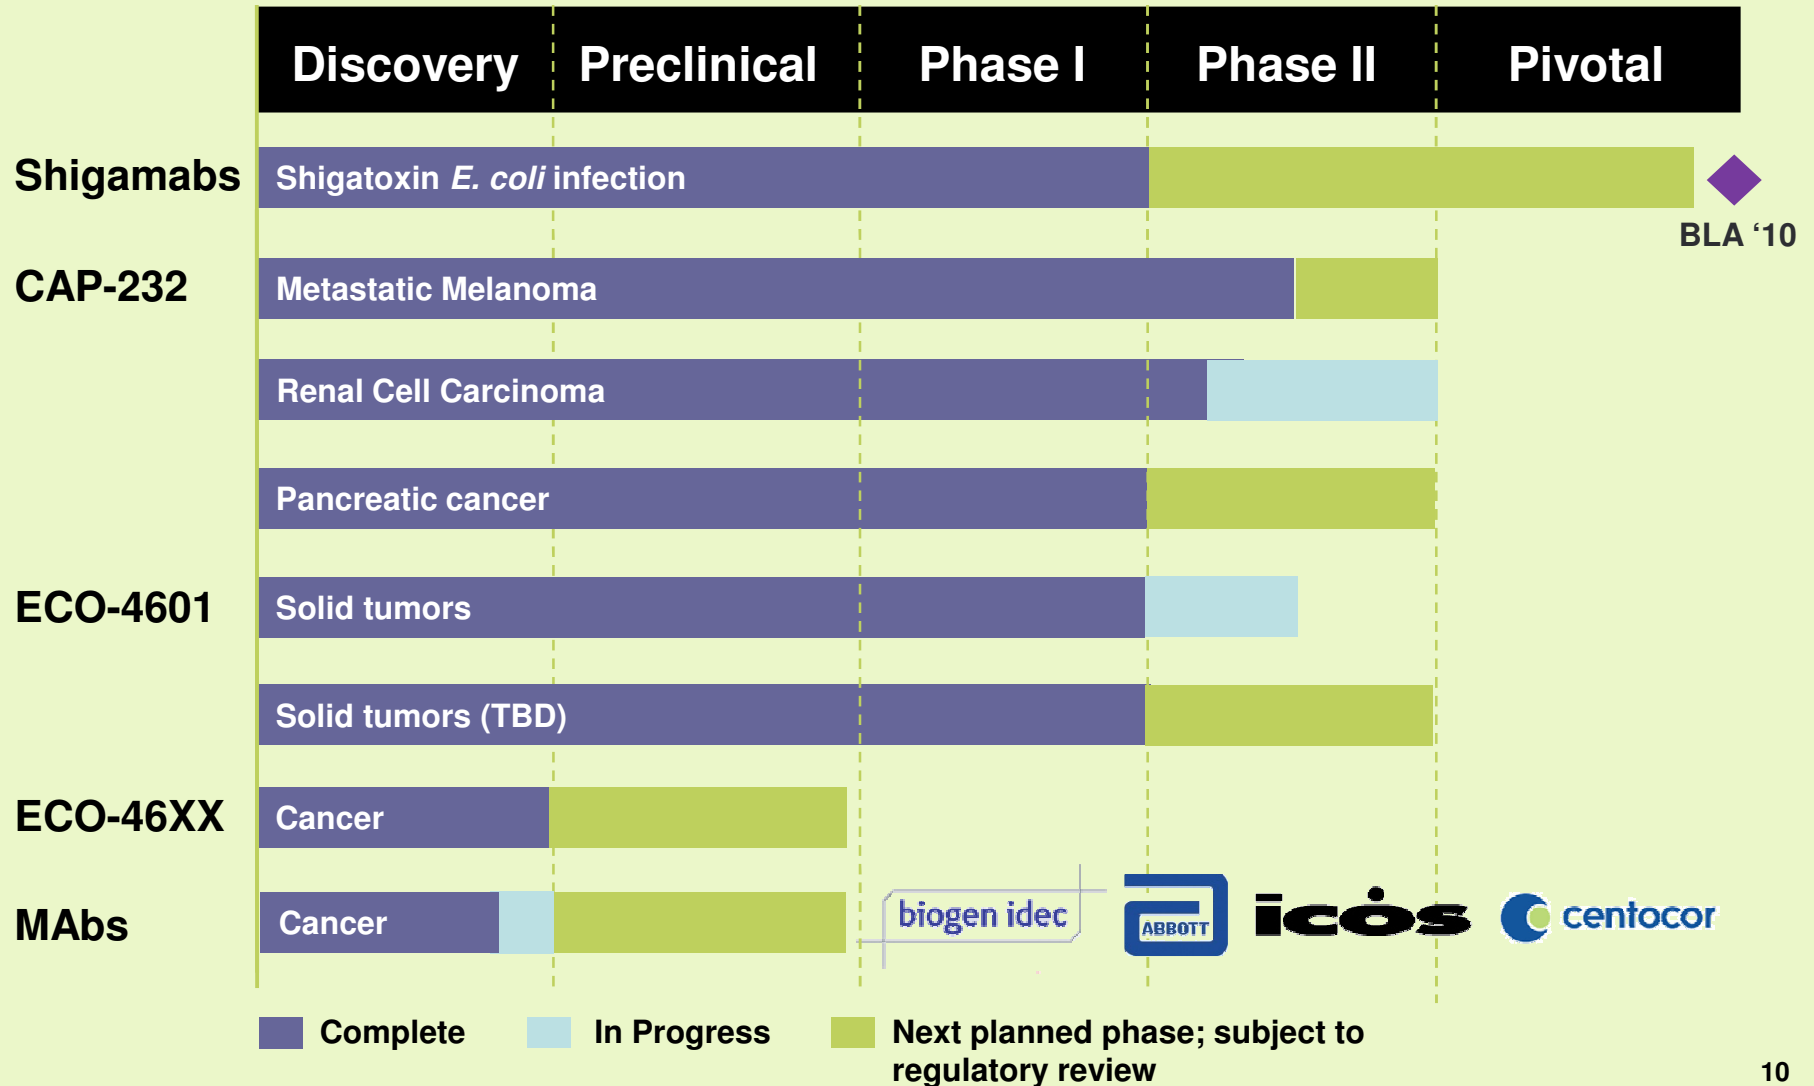 Discovery Preclinical Phase I Phase II Pivotal
Shigamabs Shigatoxin E. coli infection
BLA ‘10
CAP-232 Metastatic Melanoma
Renal Cell Carcinoma
Pancreatic cancer
ECO-4601 Solid tumors
Solid tumors (TBD)
ECO-46XX Cancer
MAbs Cancer biogen idec ABBOTT icos centocor
Complete In Progress Next planned phase; subject to
regulatory review
10